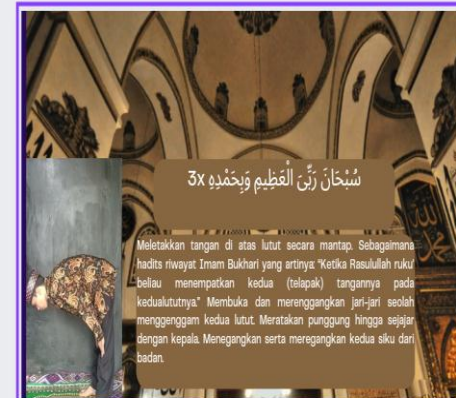 سُبْحَانَ رَبِّيَ الْعَظِيمِ وَبِحَمْدِهِ 3x
Meletakkan tangan di atas lutut secara mantap. Sebagaimana
hadits riwayat Imam Bukhari yang artinya: "Ketika Rasulullah ruku'
beliau menempatkan kedua (telapak) tangannya pada
kedualututnya." Membuka dan merenggangkan jari-jari seolah
menggenggam kedua lutut. Meratakan punggung hingga sejajar
dengan kepala. Menegangkan serta meregangkan kedua siku dari
badan.